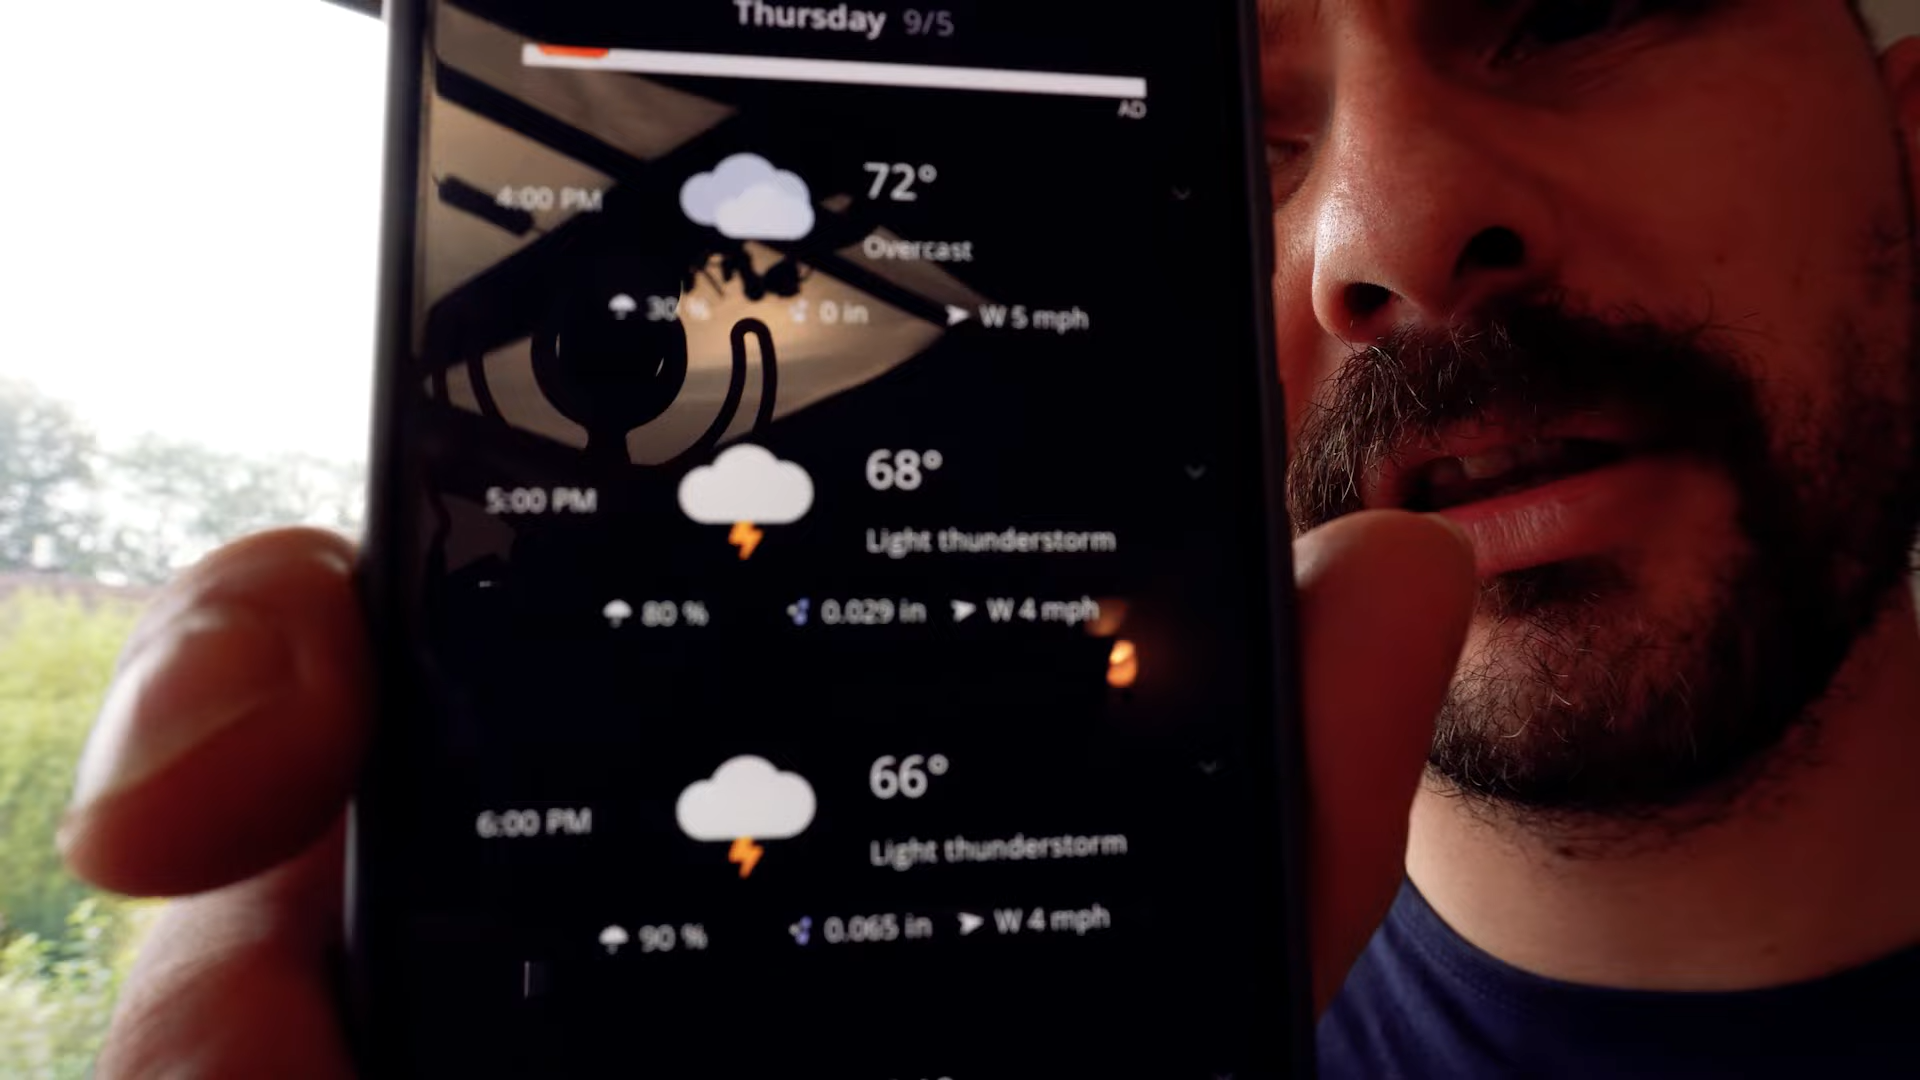 Thursday 9/5
AD
4:00 PM
72°
Overcast
30 %
0 in
W 5 mph
5:00 PM
68°
Light thunderstorm
80 %
0.029 in
W 4 mph
6:00 PM
66°
Light thunderstorm
90 %
0.065 in
W 4 mph